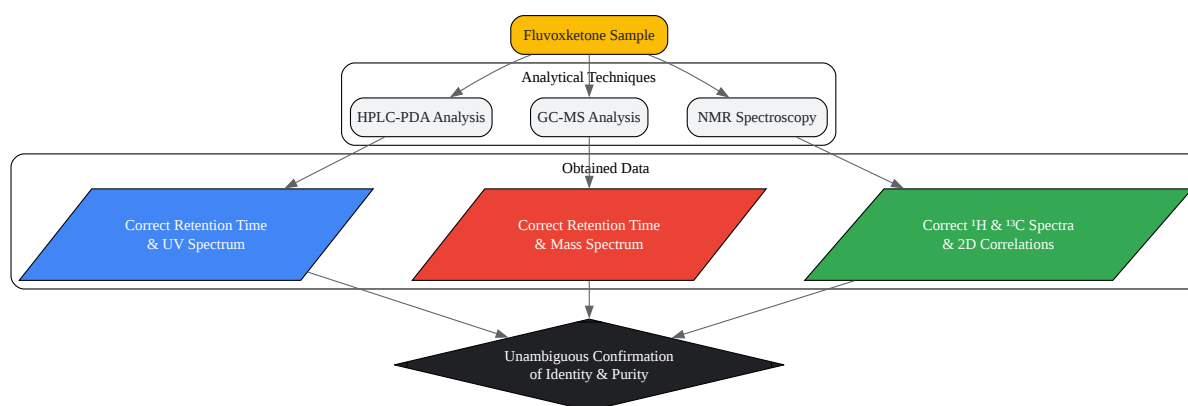 Fluvoxketone Sample
Analytical Techniques
HPLC-PDA Analysis
GC-MS Analysis
NMR Spectroscopy
Obtained Data
Correct Retention Time
& UV Spectrum
Correct Retention Time
& Mass Spectrum
Correct ¹H & ¹³C Spectra
& 2D Correlations
Unambiguous Confirmation
of Identity & Purity